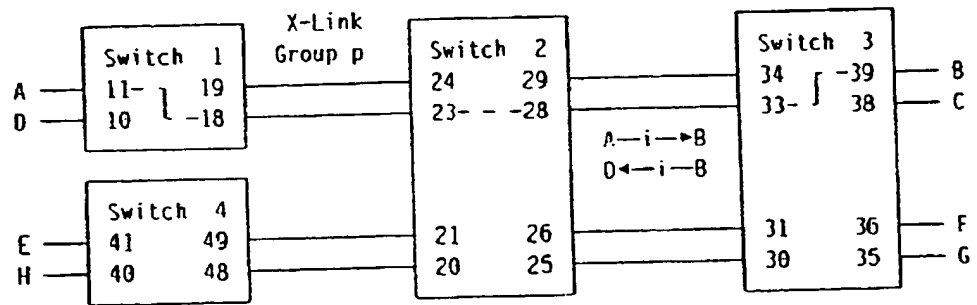 X-Link
Group p
Switch 1
A 11- 19
D 10 -18
Switch 2
24 29
23- - -28
21 26
20 25
Switch 3
34 -39 B
33- 38 C
31 36 F
30 35 G
A—i—►B
D◄—i—B
Switch 4
E 41 49
H 40 48